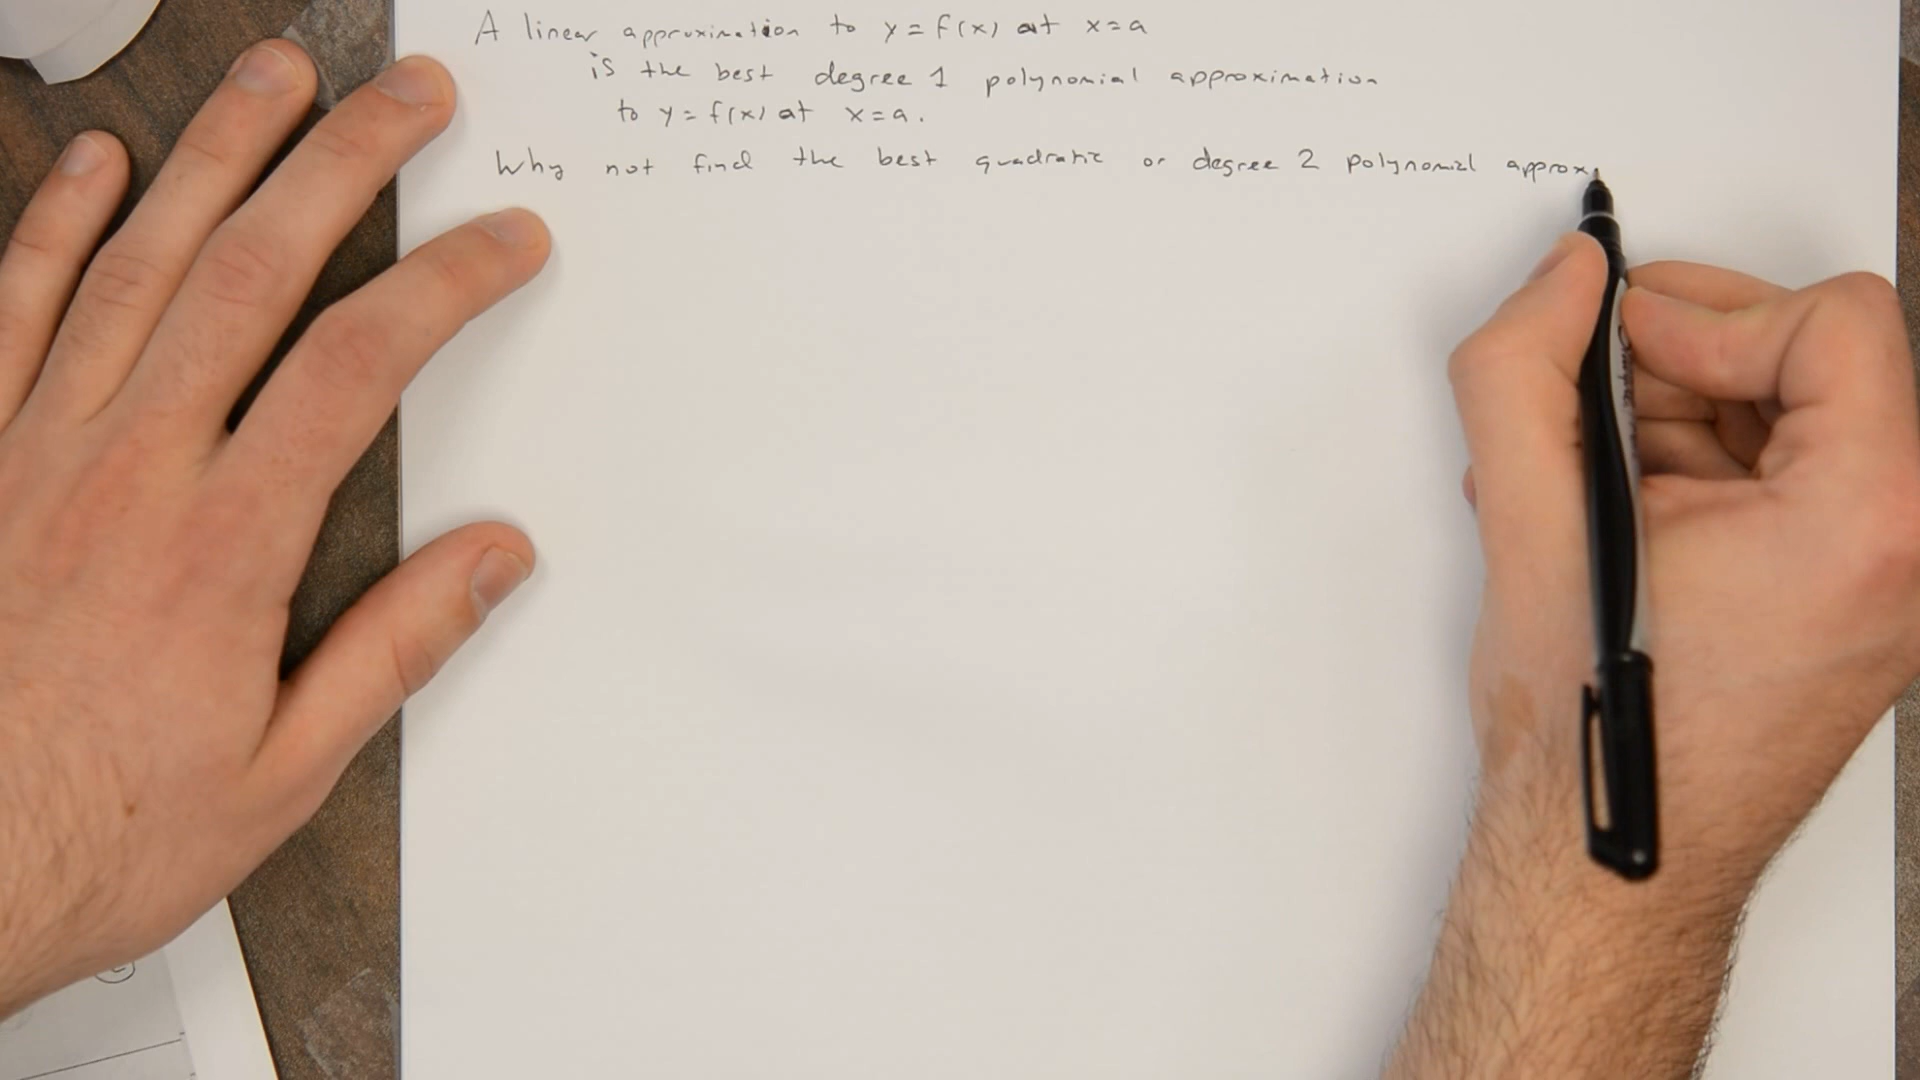 A linear approximation to y = f(x) at x=a
is the best degree 1 polynomial approximation
to y = f(x) at x=a.
Why not find the best quadratic or degree 2 polynomial approx